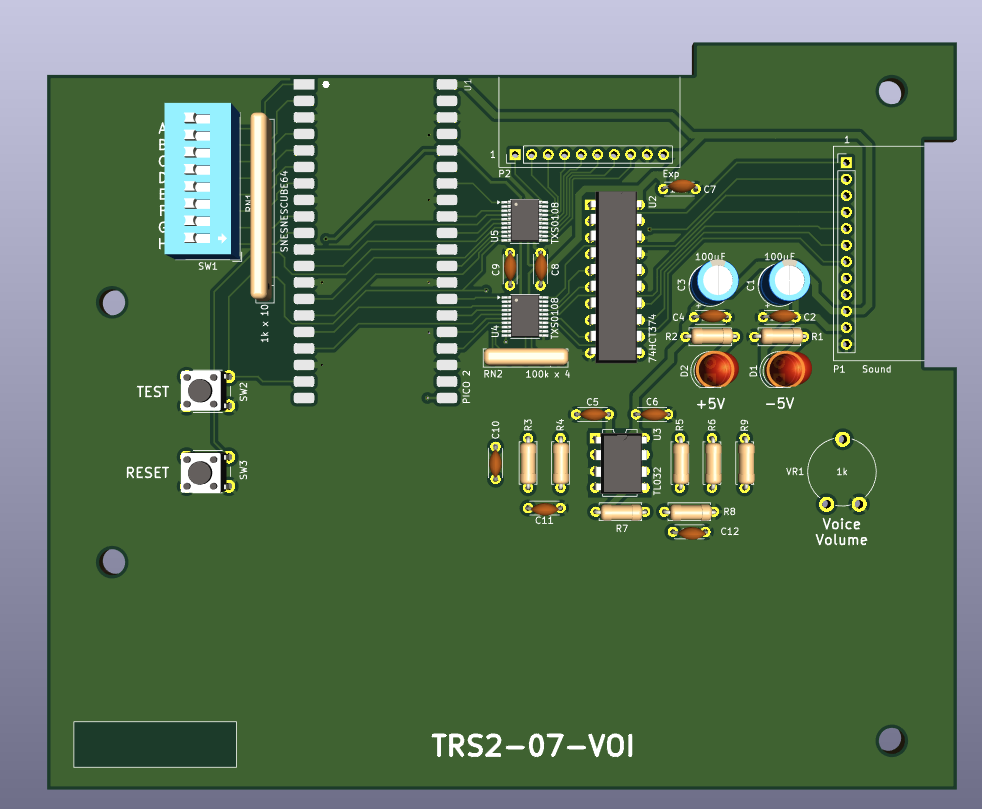 U1
1
P2
Exp
1
A
B
C
D
E
F
G
H
SW1
RN1
SNESNESCUBE64
1k x 10
C7
U2
U5
TXS0108
C9
C8
U4
TXS0108
RN2
100k x 4
74HCT374
100uF
100uF
C3
C1
+
+
C4
C2
R2
R1
D2
D1
+5V
-5V
P1
Sound
TEST
SW2
PICO 2
RESET
SW3
C5
C6
C10
R3
R4
U3
TL032
R5
R6
R9
C11
R7
R8
C12
VR1
1k
Voice
Volume
TRS2-07-VOI